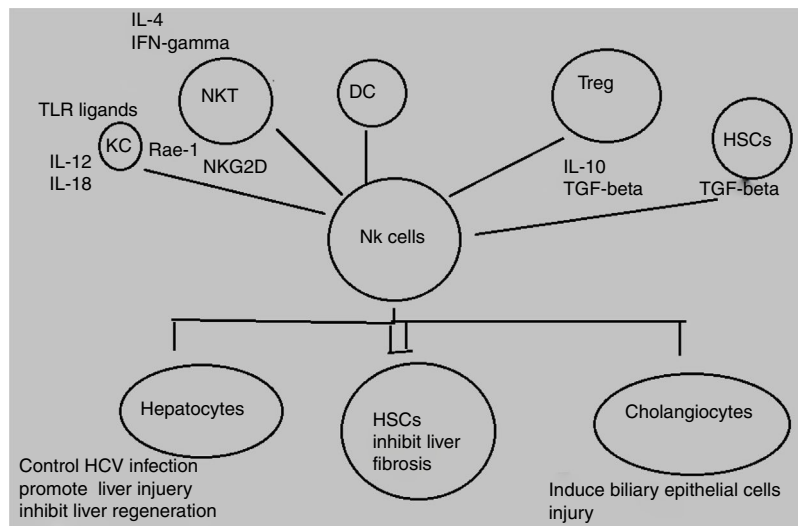 IL-4
IFN-gamma
NKT
DC
Treg
TLR ligands
KC
Rae-1
HSCs
IL-12
IL-18
NKG2D
IL-10
TGF-beta
TGF-beta
Nk cells
Hepatocytes
HSCs
inhibit liver
fibrosis
Cholangiocytes
Control HCV infection
promote liver injuery
inhibit liver regeneration
Induce biliary epithelial cells
injury